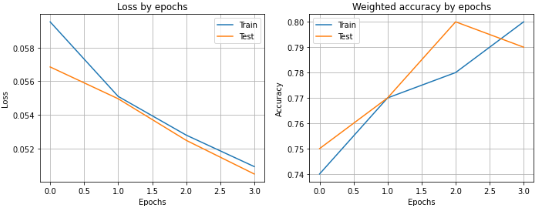 Loss by epochs
Train
Test
0.058
0.056
0.054
0.052
Loss
0.0 0.5 1.0 1.5 2.0 2.5 3.0
Epochs
Weighted accuracy by epochs
Train
Test
0.80
0.79
0.78
0.77
0.76
0.75
0.74
Accuracy
0.0 0.5 1.0 1.5 2.0 2.5 3.0
Epochs